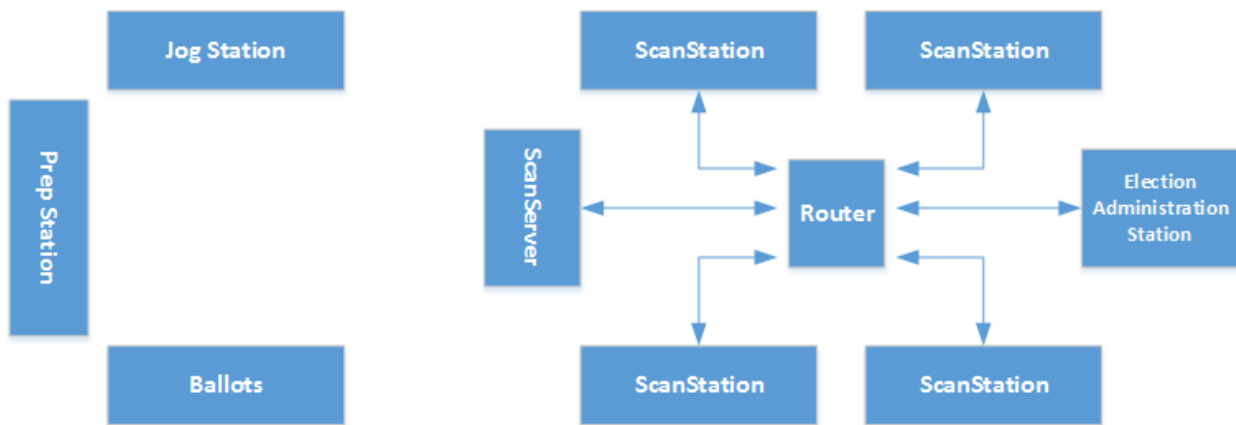 Jog Station
Prep Station
Ballots
ScanStation
ScanStation
ScanServer
Router
Election
Administration
Station
ScanStation
ScanStation